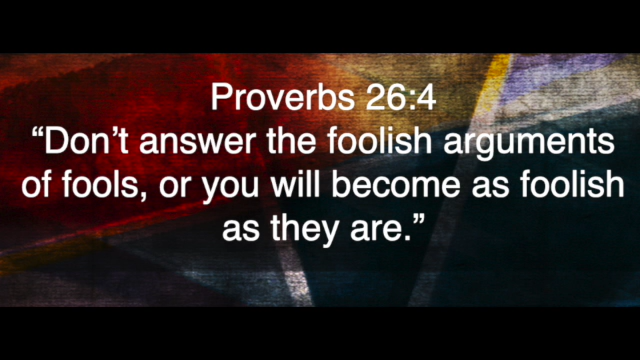 Proverbs 26:4
“Don’t answer the foolish arguments
of fools, or you will become as foolish
as they are.”